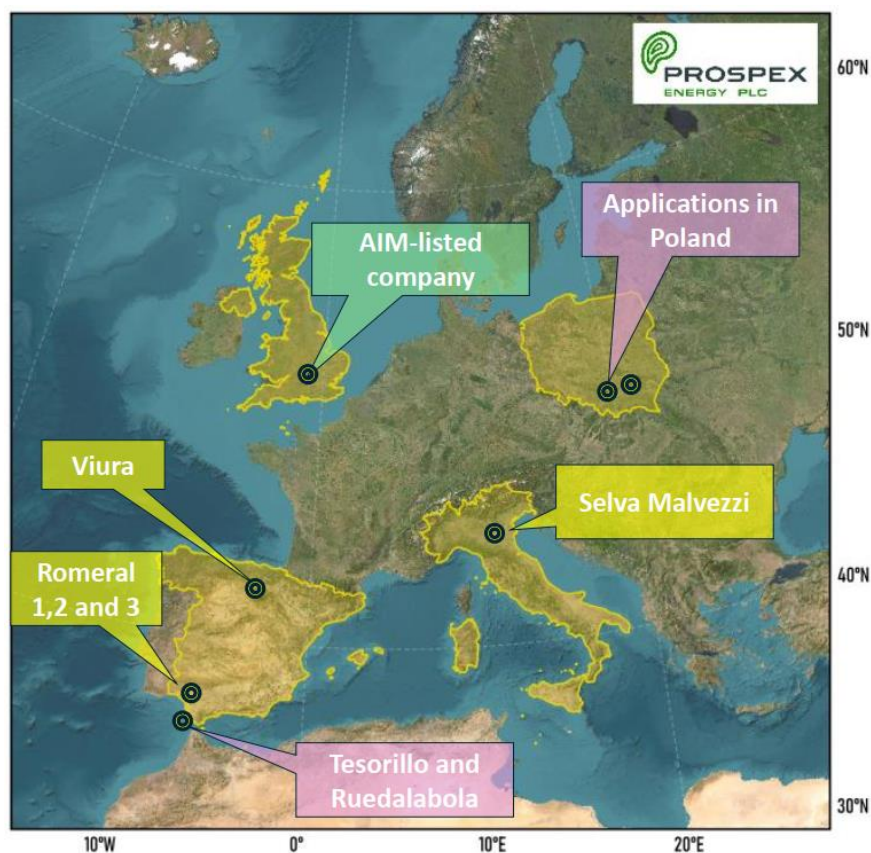 PROSPEX
ENERGY PLC
60°N
Applications in
Poland
AIM-listed
company
50°N
Viura
Selva Malvezzi
Romeral
1,2 and 3
40°N
Tesorillo and
Ruedalabola
30°N
10°W
0°
10°E
20°E